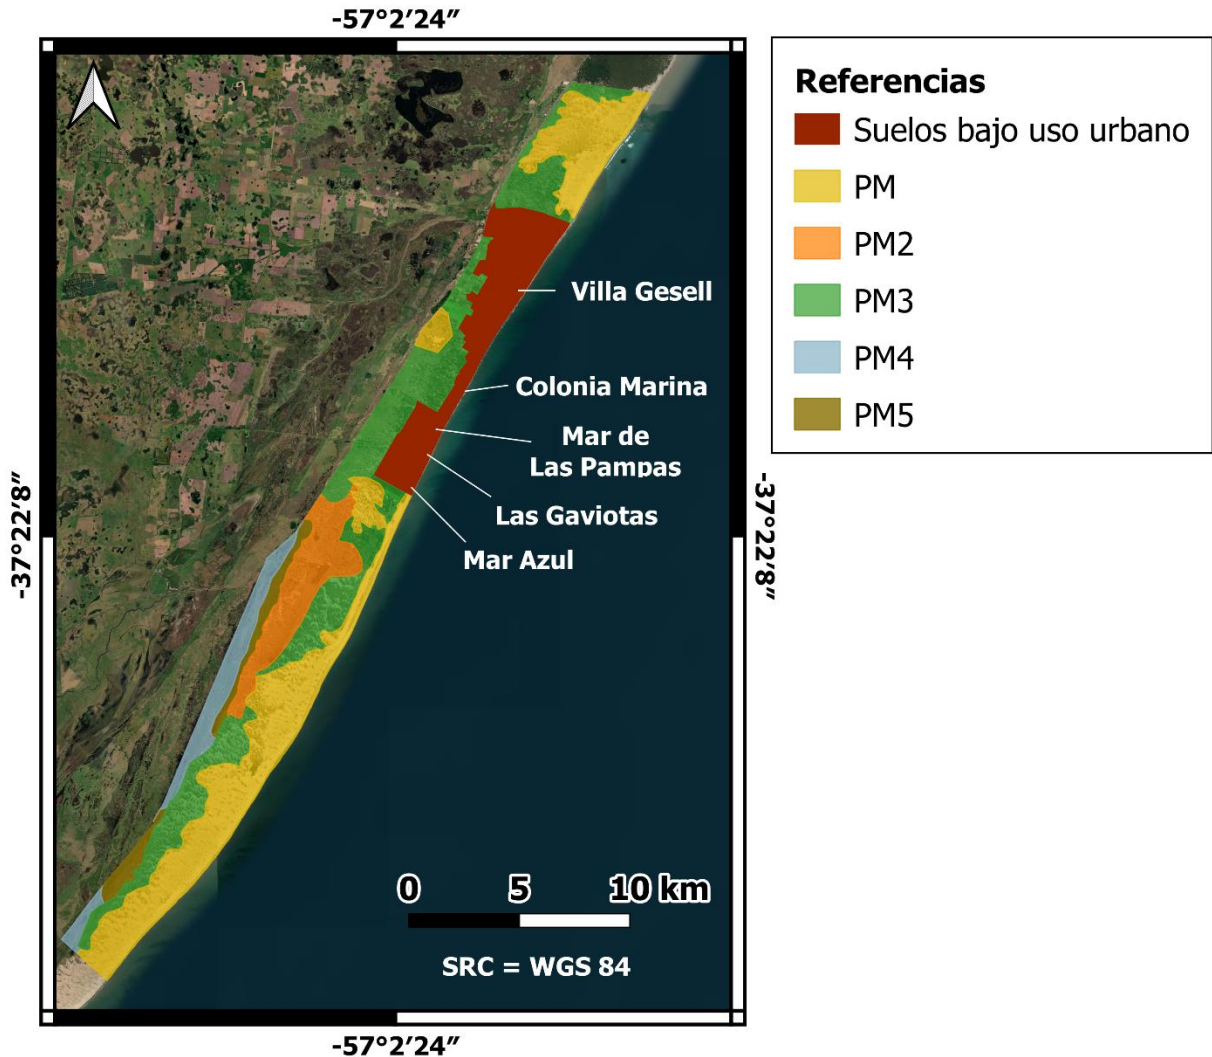 -57°2′24″
Referencias
Suelos bajo uso urbano
PM
PM2
PM3
PM4
PM5
Villa Gesell
Colonia Marina
Mar de
Las Pampas
Las Gaviotas
Mar Azul
-37°22′8″
-37°22′8″
0 5 10 km
SRC = WGS 84
-57°2′24″